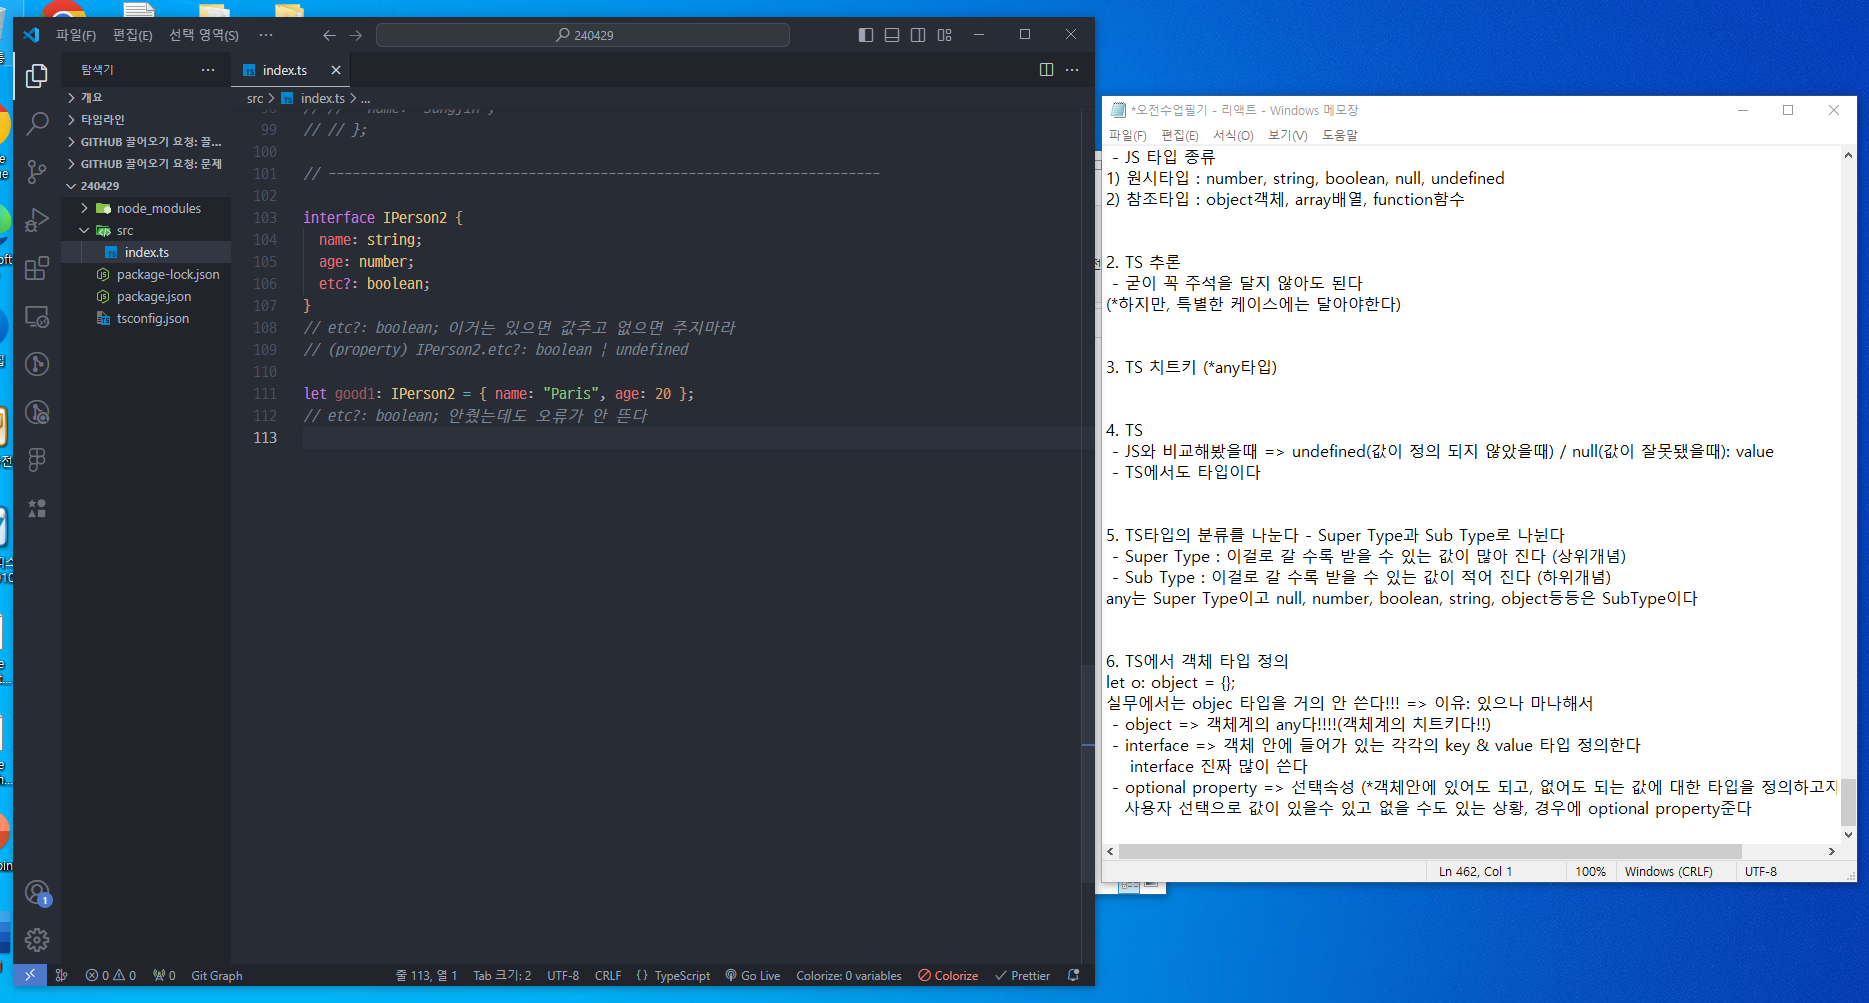 파일(F) 편집(E) 선택 영역(S) ··· 240429
탐색기 ···
개요
타임라인
GITHUB 끌어오기 요청: 끌...
GITHUB 끌어오기 요청: 문제
240429
node_modules
src
index.ts
package-lock.json
package.json
tsconfig.json
index.ts
src > index.ts > ...
99 // // };
100
101 // ---------------------------------------------------------------------
102
103 interface IPerson2 {
104 name: string;
105 age: number;
106 etc?: boolean;
107 }
108 // etc?: boolean; 이거는 있으면 값주고 없으면 주지마라
109 // (property) IPerson2.etc?: boolean | undefined
110
111 let good1: IPerson2 = { name: "Paris", age: 20 };
112 // etc?: boolean; 안줬는데도 오류가 안 뜬다
113
1
0 0 0 Git Graph 줄 113, 열 1 Tab 크기: 2 UTF-8 CRLF {} TypeScript Go Live Colorize: 0 variables Colorize Prettier
*오전수업필기 - 리액트 - Windows 메모장
파일(F) 편집(E) 서식(O) 보기(V) 도움말
- JS 타입 종류
1) 원시타입 : number, string, boolean, null, undefined
2) 참조타입 : object객체, array배열, function함수
2. TS 추론
- 굳이 꼭 주석을 달지 않아도 된다
(*하지만, 특별한 케이스에는 달아야한다)
3. TS 치트키 (*any타입)
4. TS
- JS와 비교해봤을때 => undefined(값이 정의 되지 않았을때) / null(값이 잘못됐을때): value
- TS에서도 타입이다
5. TS타입의 분류를 나눈다 - Super Type과 Sub Type로 나뉜다
- Super Type : 이걸로 갈 수록 받을 수 있는 값이 많아 진다 (상위개념)
- Sub Type : 이걸로 갈 수록 받을 수 있는 값이 적어 진다 (하위개념)
any는 Super Type이고 null, number, boolean, string, object등등은 SubType이다
6. TS에서 객체 타입 정의
let o: object = {};
실무에서는 objec 타입을 거의 안 쓴다!!! => 이유: 있으나 마나해서
- object => 객체계의 any다!!!!(객체계의 치트키다!!)
- interface => 객체 안에 들어가 있는 각각의 key & value 타입 정의한다
interface 진짜 많이 쓴다
- optional property => 선택속성 (*객체안에 있어도 되고, 없어도 되는 값에 대한 타입을 정의하고자
사용자 선택으로 값이 있을수 있고 없을 수도 있는 상황, 경우에 optional property준다
Ln 462, Col 1 100% Windows (CRLF) UTF-8